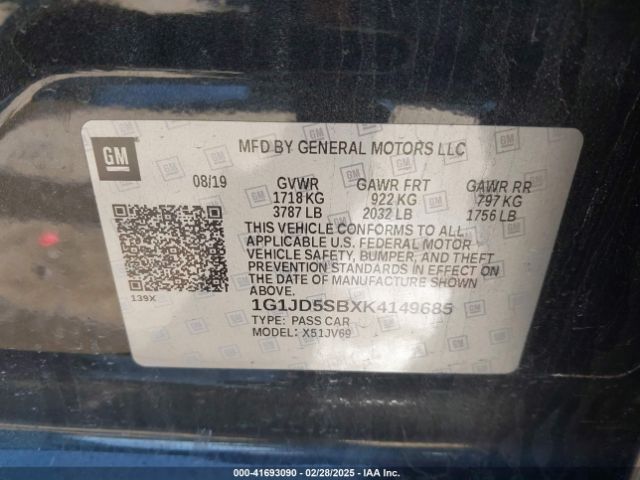 GM
MFD BY GENERAL MOTORS LLC
08/19 GVWR GAWR FRT GAWR RR
1718 KG 922 KG 797 KG
3787 LB 2032 LB 1756 LB
THIS VEHICLE CONFORMS TO ALL
APPLICABLE U.S. FEDERAL MOTOR
VEHICLE SAFETY, BUMPER, AND THEFT
PREVENTION STANDARDS IN EFFECT
ON THE DATE OF MANUFACTURE SHOWN
ABOVE.
139X
1G1JD5SBXK4149685
TYPE: PASS CAR
MODEL: X51JV69
000-41693090 - 02/28/2025 - IAA Inc.